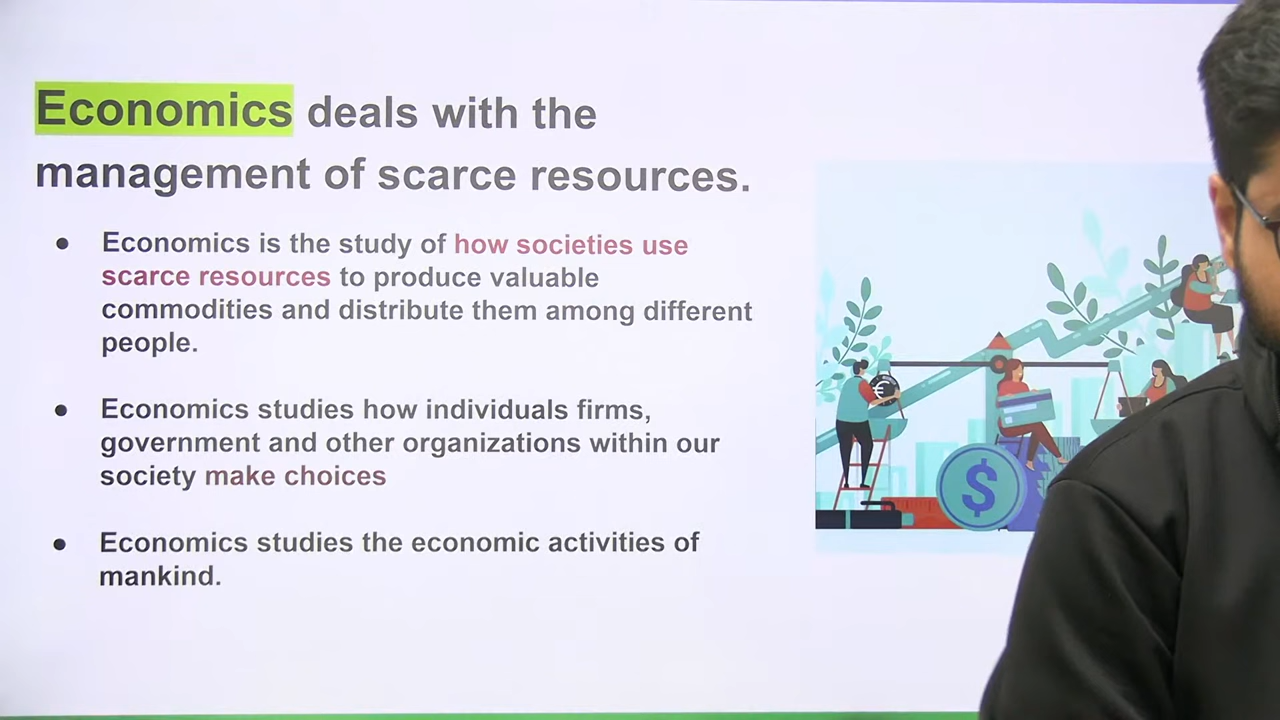 Economics deals with the
management of scarce resources.
● Economics is the study of how societies use
scarce resources to produce valuable
commodities and distribute them among different
people.
● Economics studies how individuals firms,
government and other organizations within our
society make choices
● Economics studies the economic activities of
mankind.
€
$